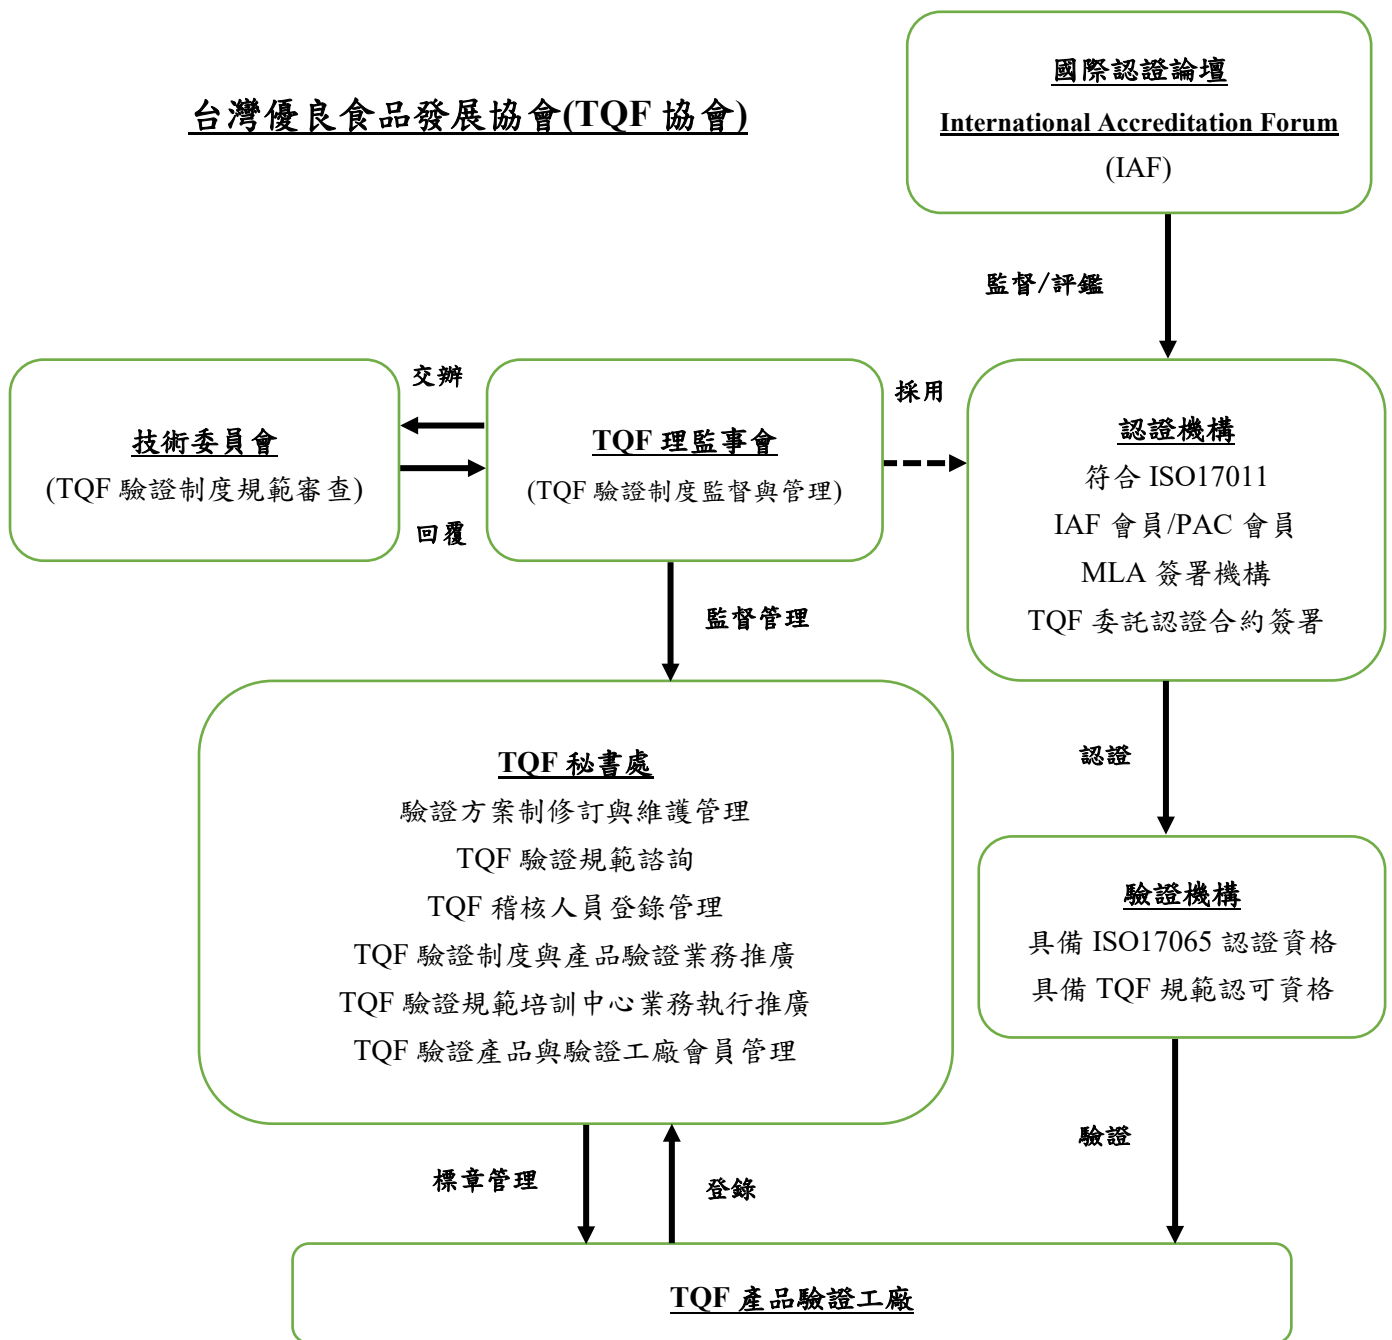 國際認證論壇
International Accreditation Forum
(IAF)
台灣優良食品發展協會(TQF 協會)
監督/評鑑
交辦
採用
技術委員會
(TQF 驗證制度規範審查)
回覆
TQF 理監事會
(TQF 驗證制度監督與管理)
認證機構
符合 ISO17011
IAF 會員/PAC 會員
MLA 簽署機構
TQF 委託認證合約簽署
監督管理
TQF 秘書處
驗證方案制修訂與維護管理
TQF 驗證規範諮詢
TQF 稽核人員登錄管理
TQF 驗證制度與產品驗證業務推廣
TQF 驗證規範培訓中心業務執行推廣
TQF 驗證產品與驗證工廠會員管理
認證
驗證機構
具備 ISO17065 認證資格
具備 TQF 規範認可資格
標章管理
登錄
驗證
TQF 產品驗證工廠